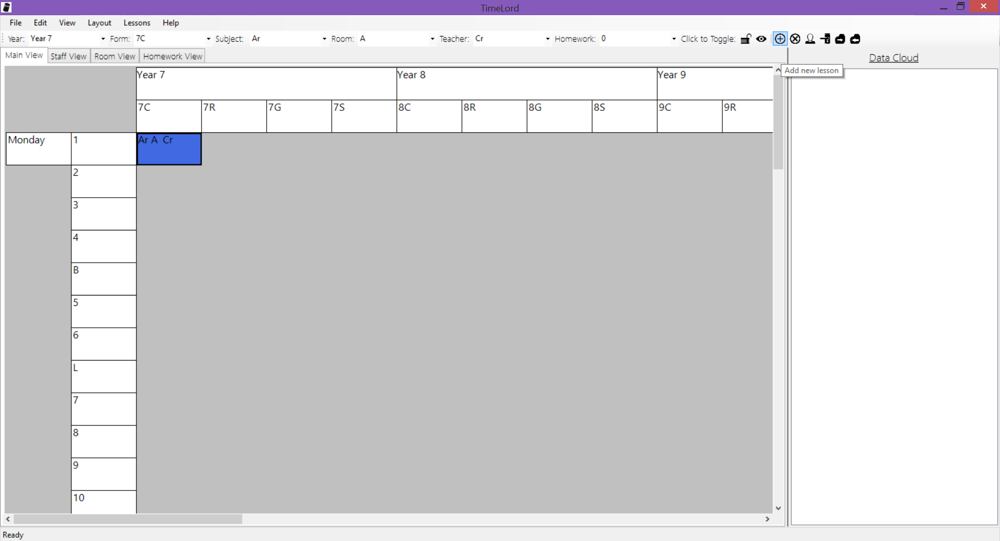 TimeLord
File Edit View Layout Lessons Help
Year: Year 7 Form: 7C Subject: Ar Room: A Teacher: Cr Homework: 0 Click to Toggle:
Main View Staff View Room View Homework View
Data Cloud
Add new lesson
Year 7 Year 8 Year 9
7C 7R 7G 7S 8C 8R 8G 8S 9C 9R
Monday 1 Ar A Cr
2
3
4
B
5
6
L
7
8
9
10
Ready